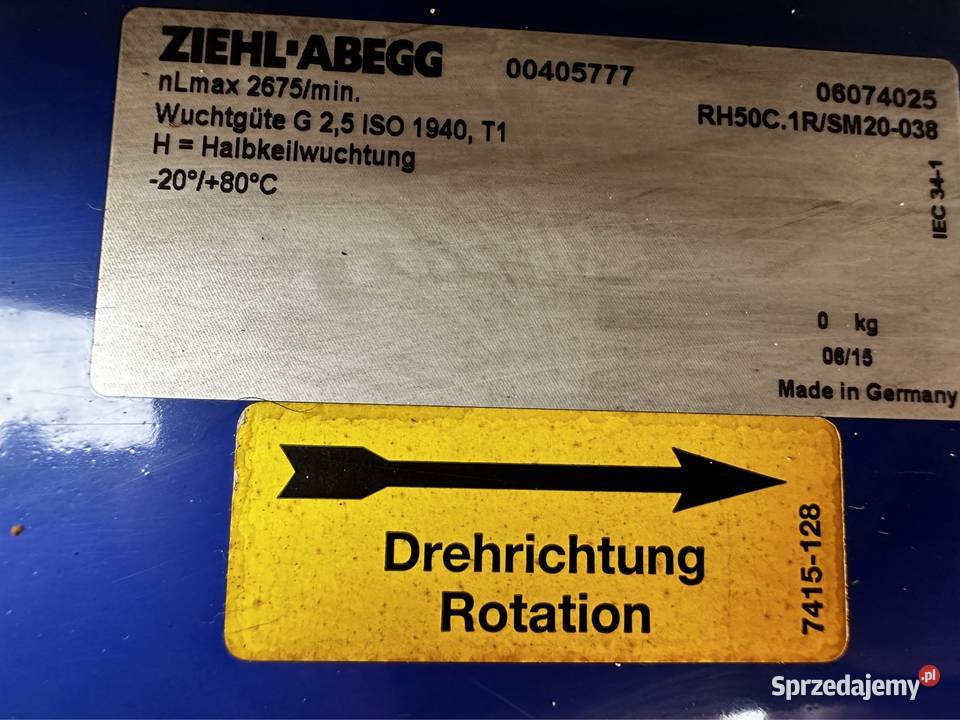 ZIEHL-ABEGG
00405777
06074025
nLmax 2675/min.
RH50C.1R/SM20-038
Wuchtgüte G 2,5 ISO 1940, T1
H = Halbkeilwuchtung
-20°/+80°C
IEC 34-1
0 kg
06/15
Made in Germany
Drehrichtung
Rotation
7415-128
Sprzedajemy.pl